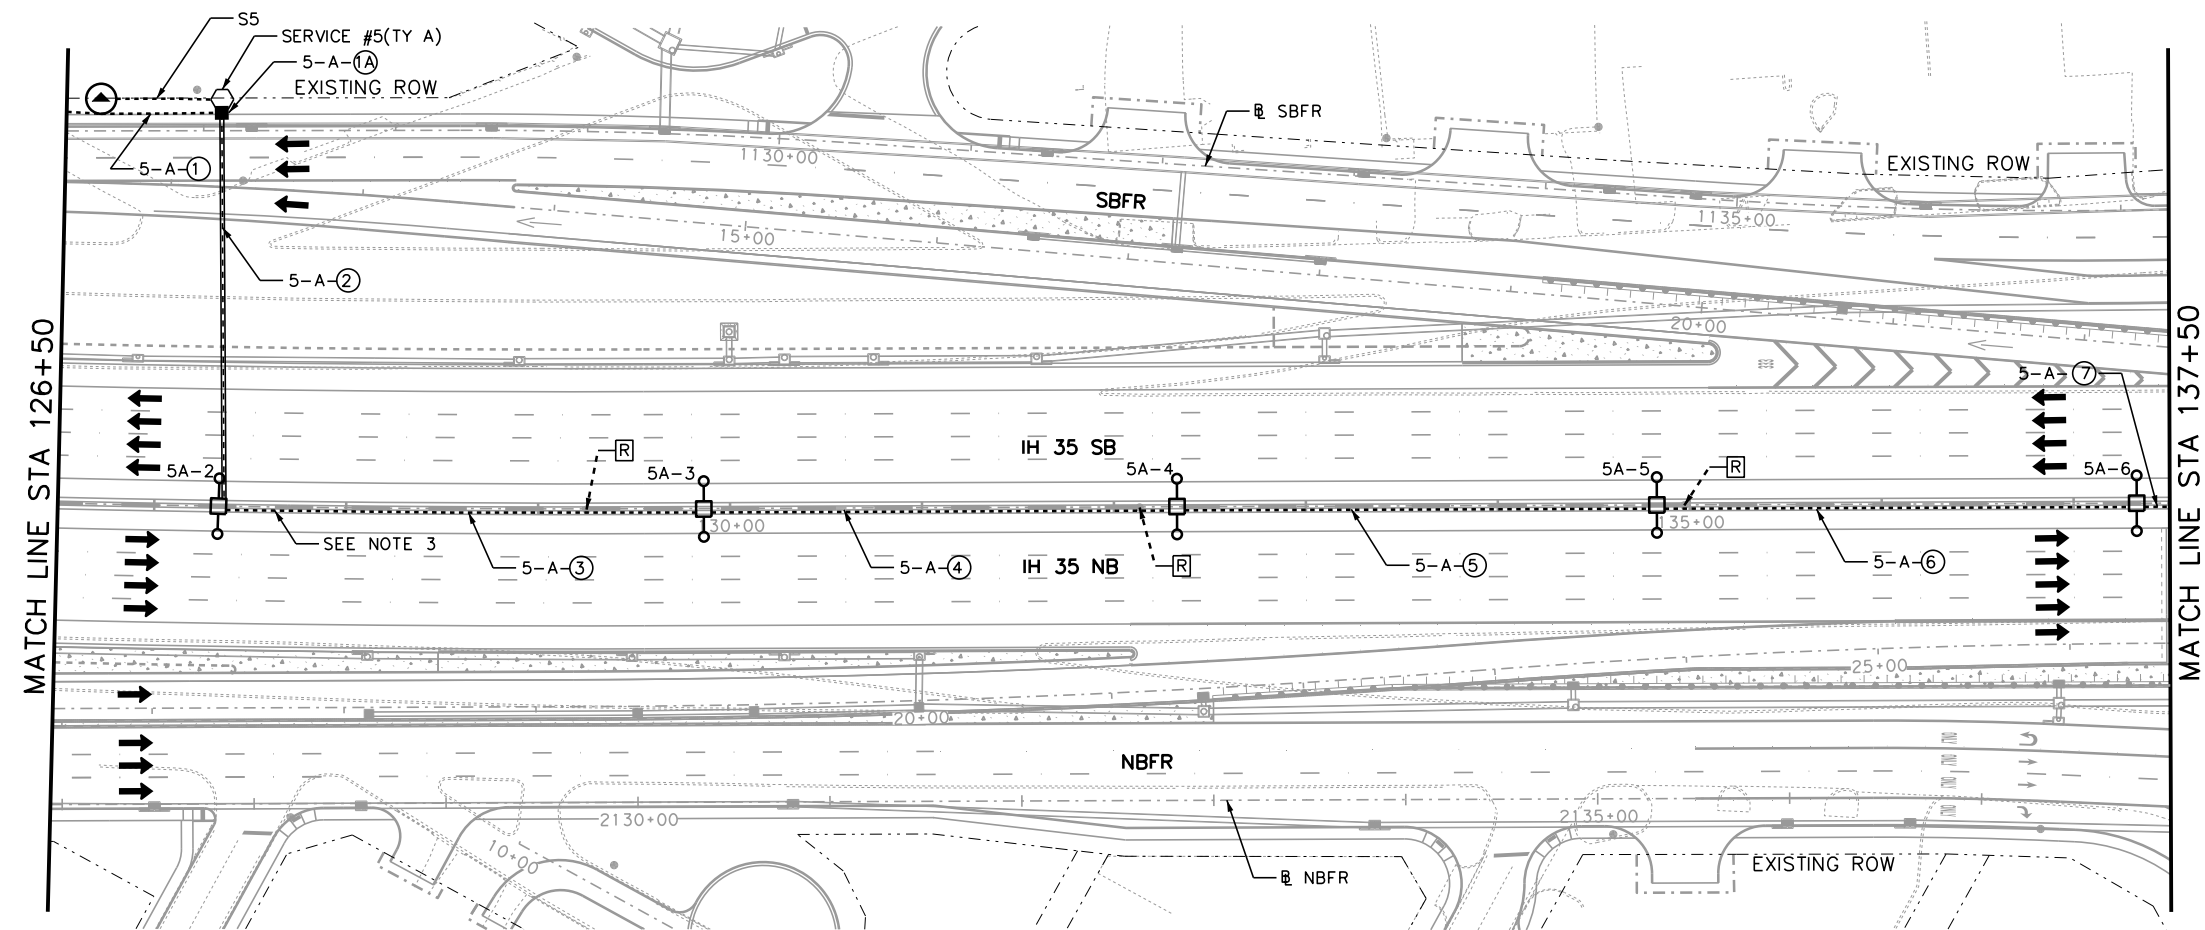 S5
SERVICE #5(TY A)
5-A-1A
EXISTING ROW
5-A-1
1130+00
BL SBFR
EXISTING ROW
SBFR
1135+00
15+00
5-A-2
20+00
5-A-7
MATCH LINE STA 126+50
MATCH LINE STA 137+50
IH 35 SB
R
R
5A-2
5A-3
5A-4
5A-5
5A-6
130+00
135+00
SEE NOTE 3
5-A-3
5-A-4
IH 35 NB
R
5-A-5
5-A-6
25+00
20+00
NBFR
2130+00
2135+00
10+00
BL NBFR
EXISTING ROW